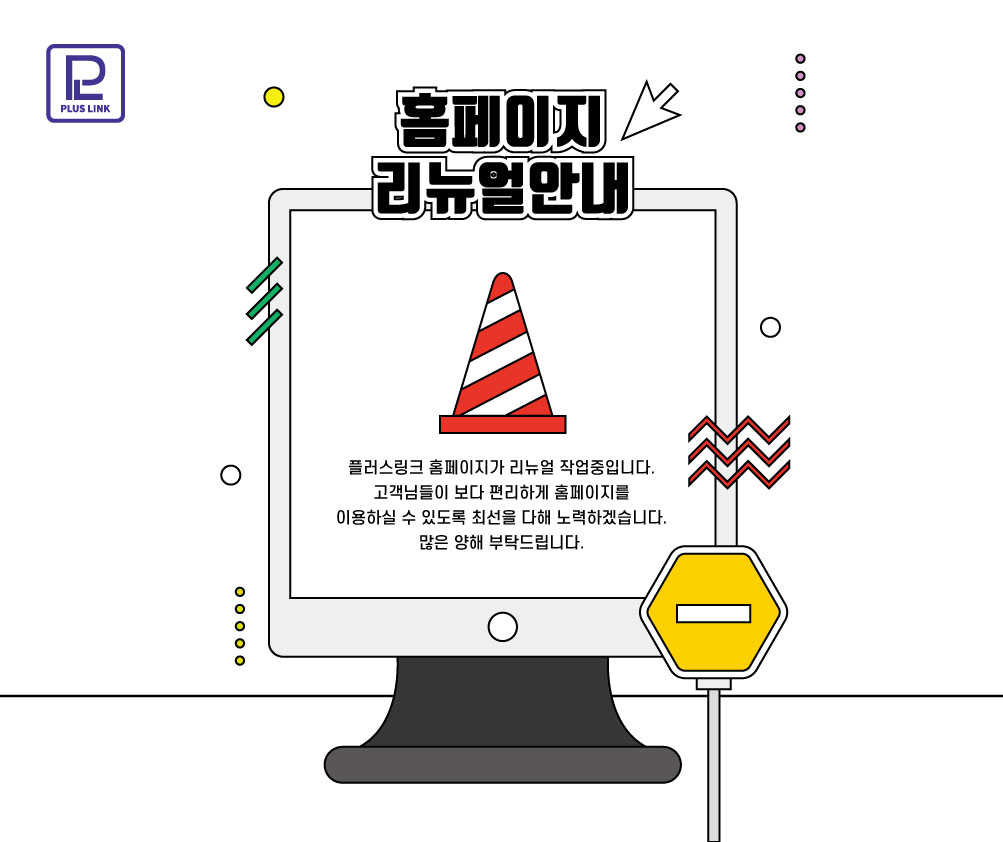 PLUS LINK
홈페이지
리뉴얼안내
플러스링크 홈페이지가 리뉴얼 작업중입니다.
고객님들이 보다 편리하게 홈페이지를
이용하실 수 있도록 최선을 다해 노력하겠습니다.
많은 양해 부탁드립니다.